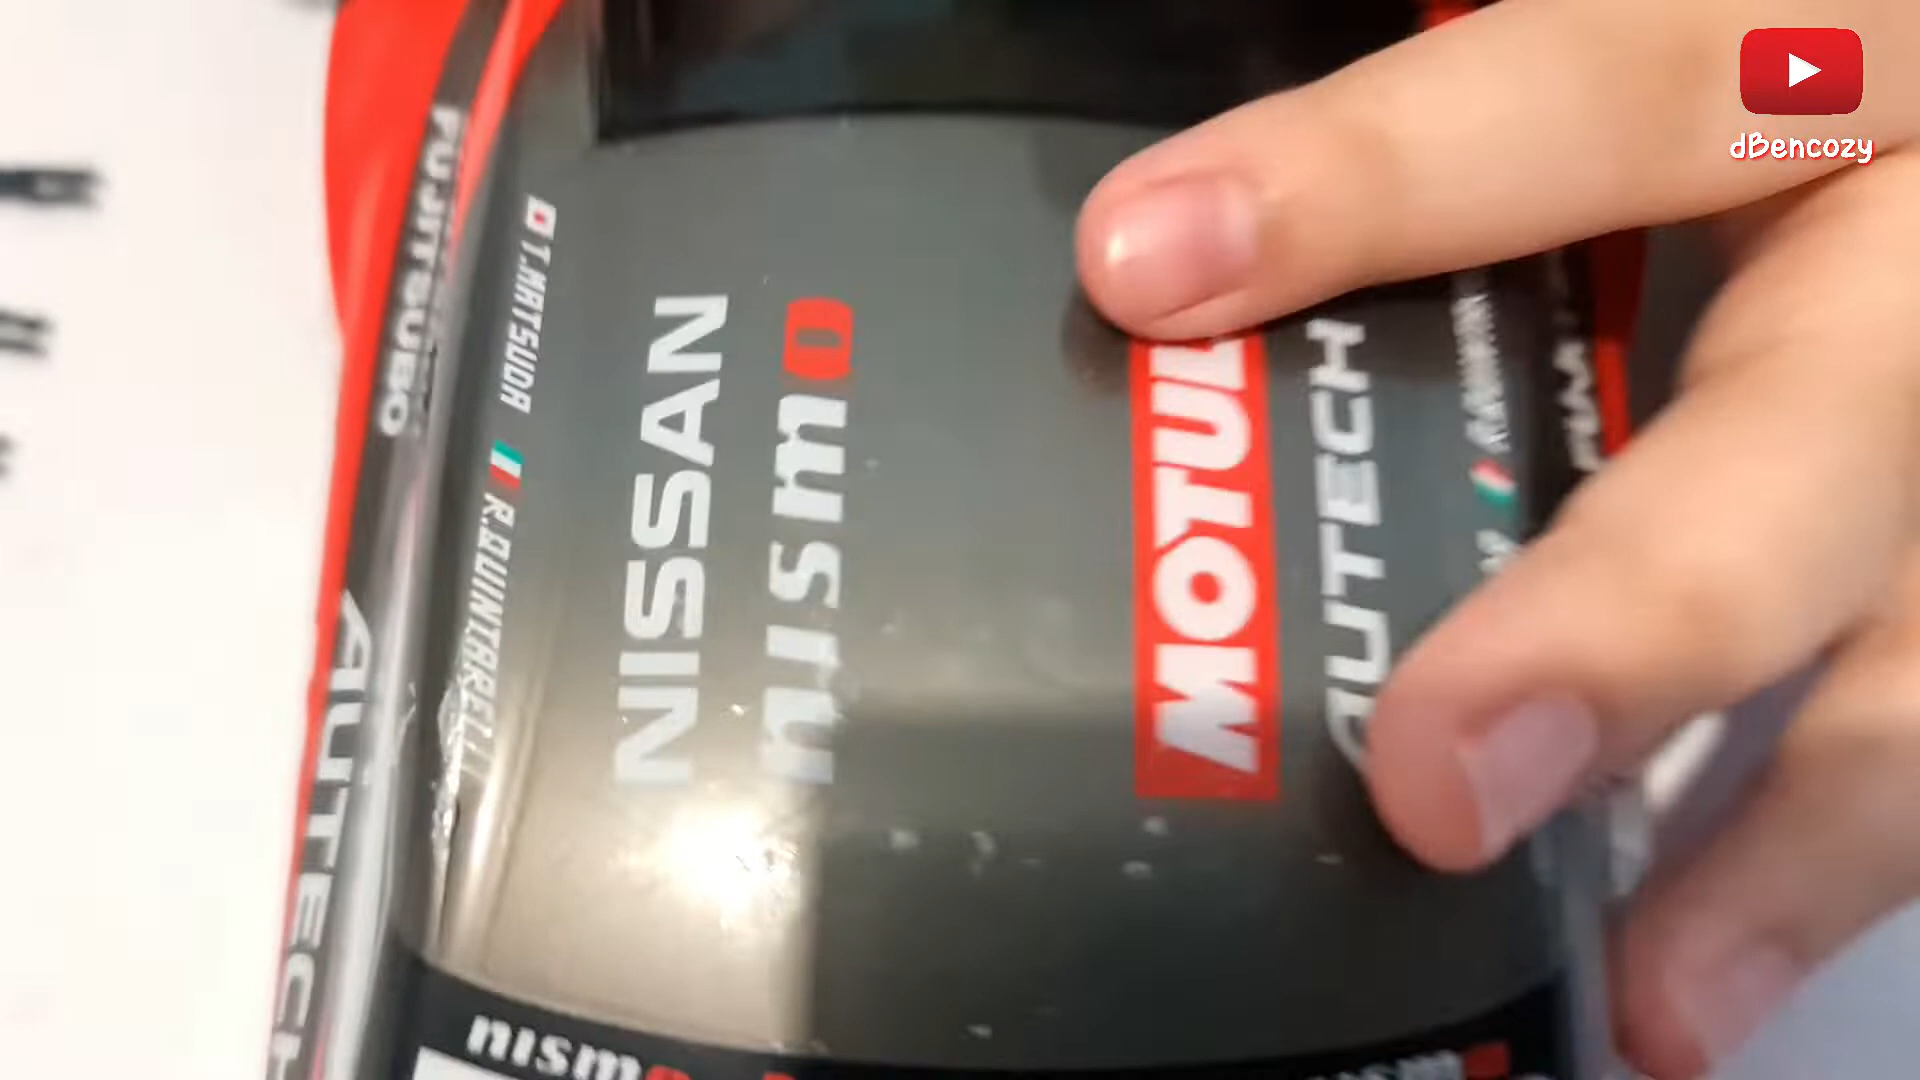 dBencozy
FUJITSUBO
T.MATSUDA
R.QUINTARELLI
NISSAN
nismo
MOTUL
AUTECH
AUTECH
nismo